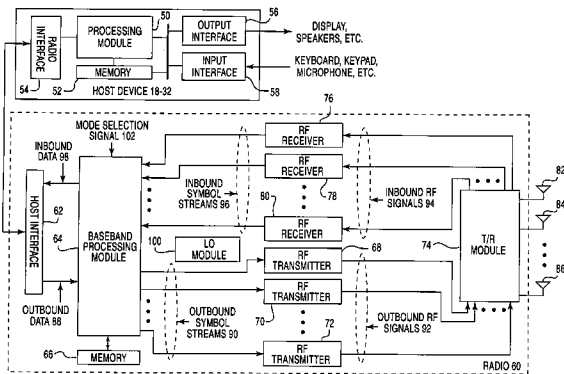 50
56
RADIO INTERFACE
PROCESSING MODULE
OUTPUT INTERFACE
DISPLAY, SPEAKERS, ETC.
MEMORY
INPUT INTERFACE
KEYBOARD, KEYPAD, MICROPHONE, ETC.
54
52
58
HOST DEVICE 18-32
76
MODE SELECTION SIGNAL 102
RF RECEIVER
INBOUND DATA 98
RF RECEIVER
82
78
HOST INTERFACE
62
64
BASEBAND PROCESSING MODULE
INBOUND SYMBOL STREAMS 96
80
RF RECEIVER
INBOUND RF SIGNALS 94
84
100
LO MODULE
68
RF TRANSMITTER
74
T/R MODULE
RF TRANSMITTER
86
70
OUTBOUND DATA 88
OUTBOUND SYMBOL STREAMS 90
72
OUTBOUND RF SIGNALS 92
66
MEMORY
RF TRANSMITTER
RADIO 60